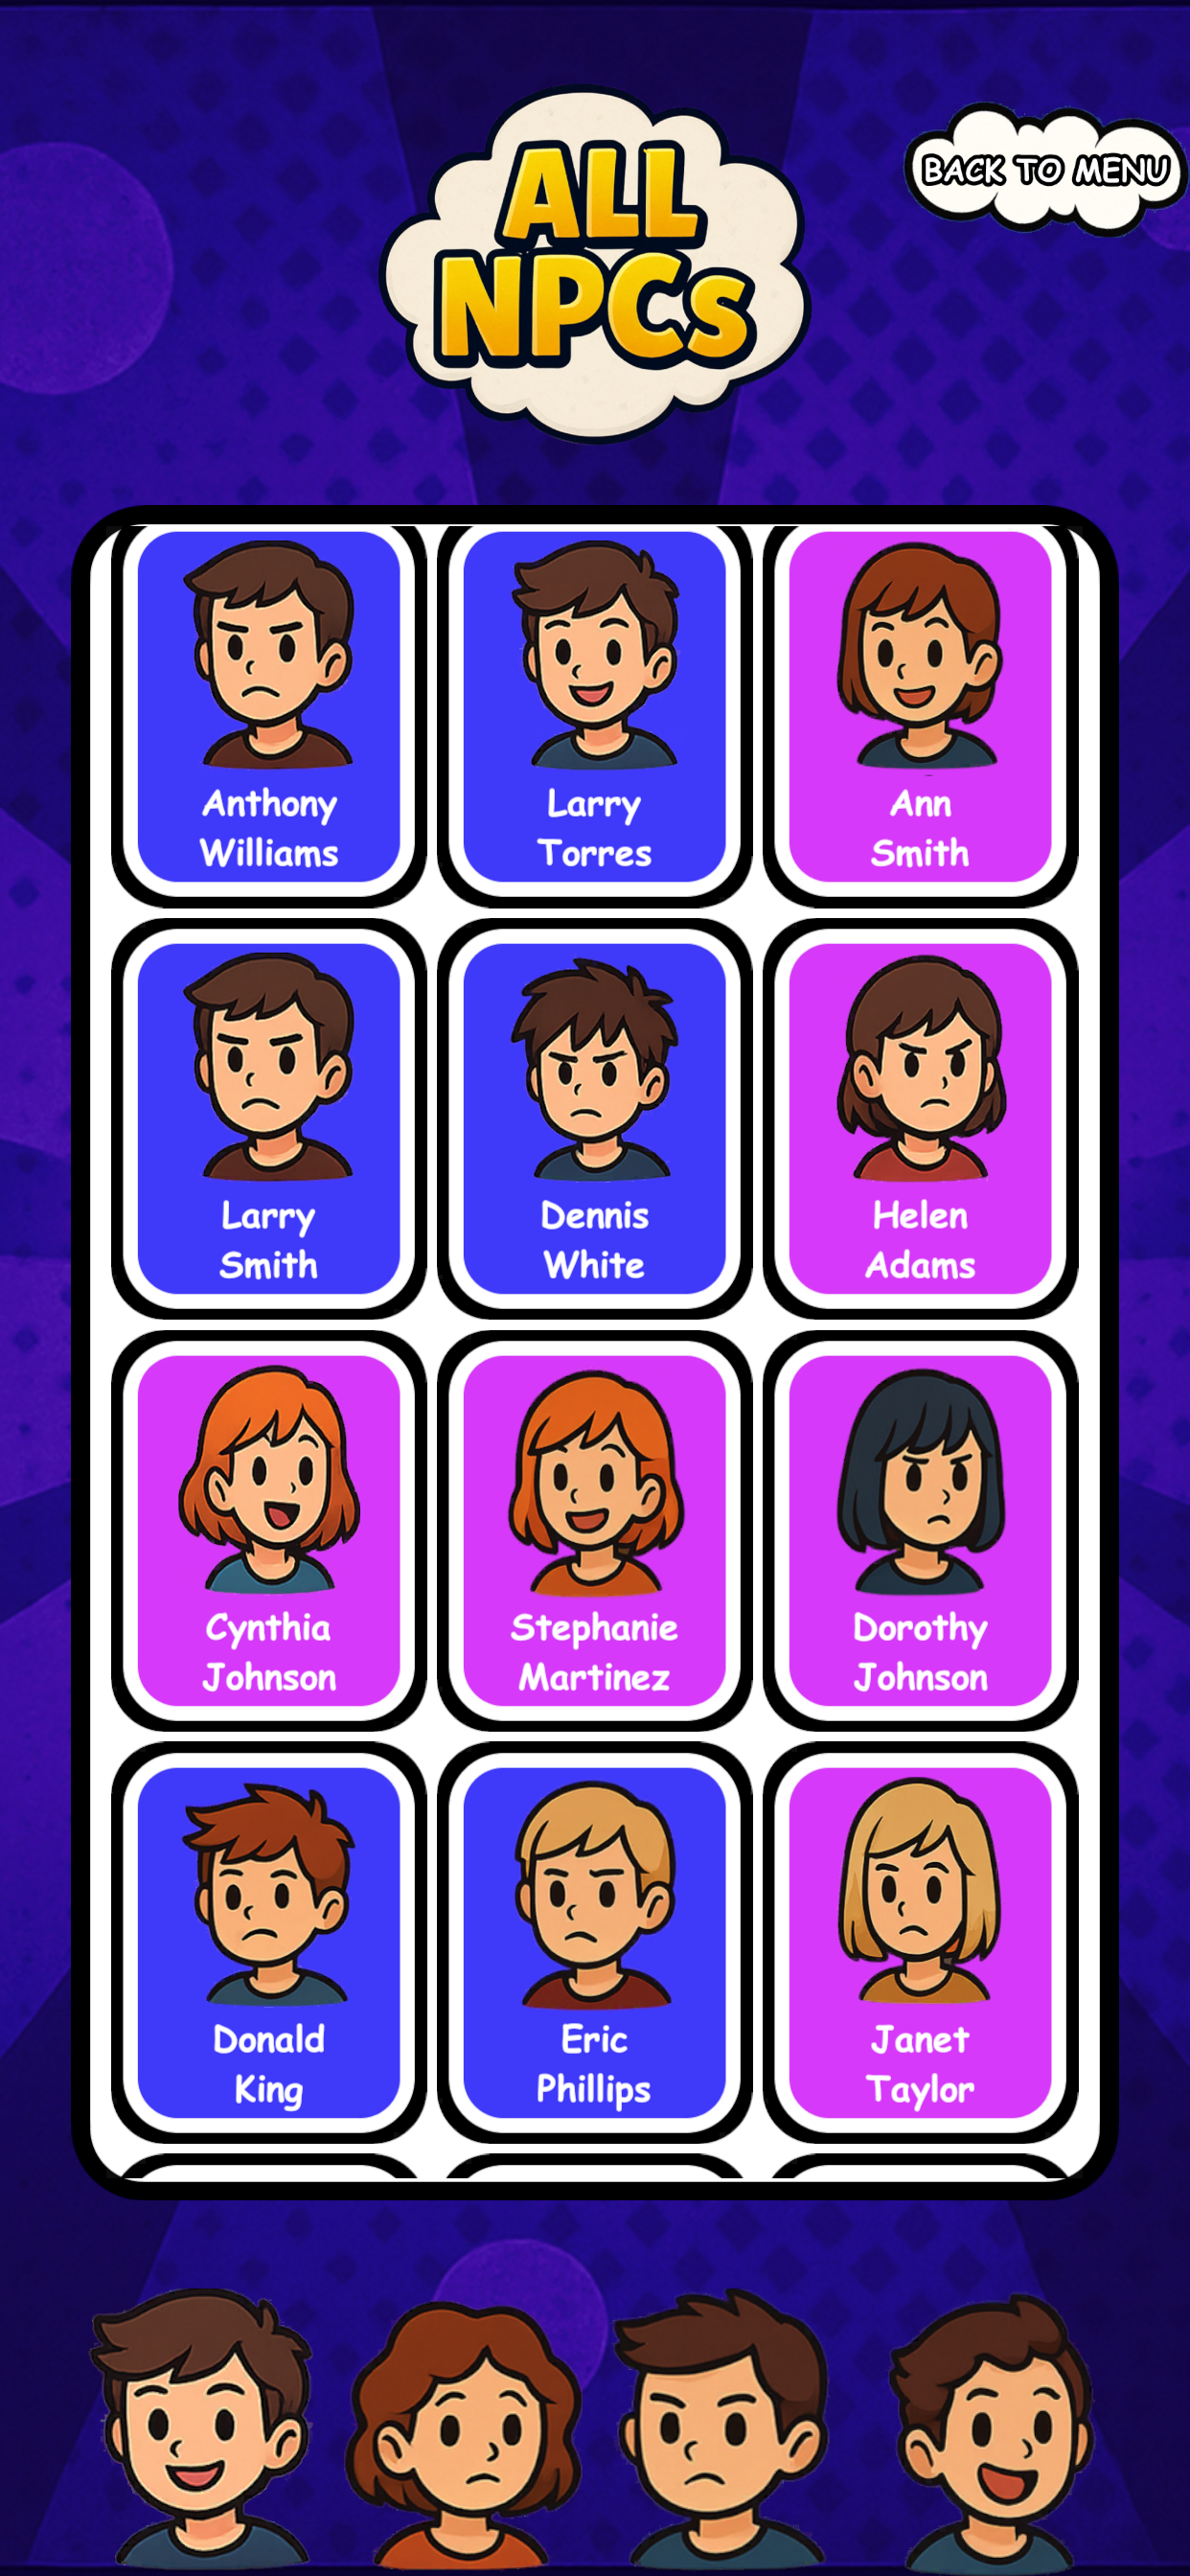 ALL
NPCs
BACK TO MENU
Anthony
Williams
Larry
Torres
Ann
Smith
Larry
Smith
Dennis
White
Helen
Adams
Cynthia
Johnson
Stephanie
Martinez
Dorothy
Johnson
Donald
King
Eric
Phillips
Janet
Taylor